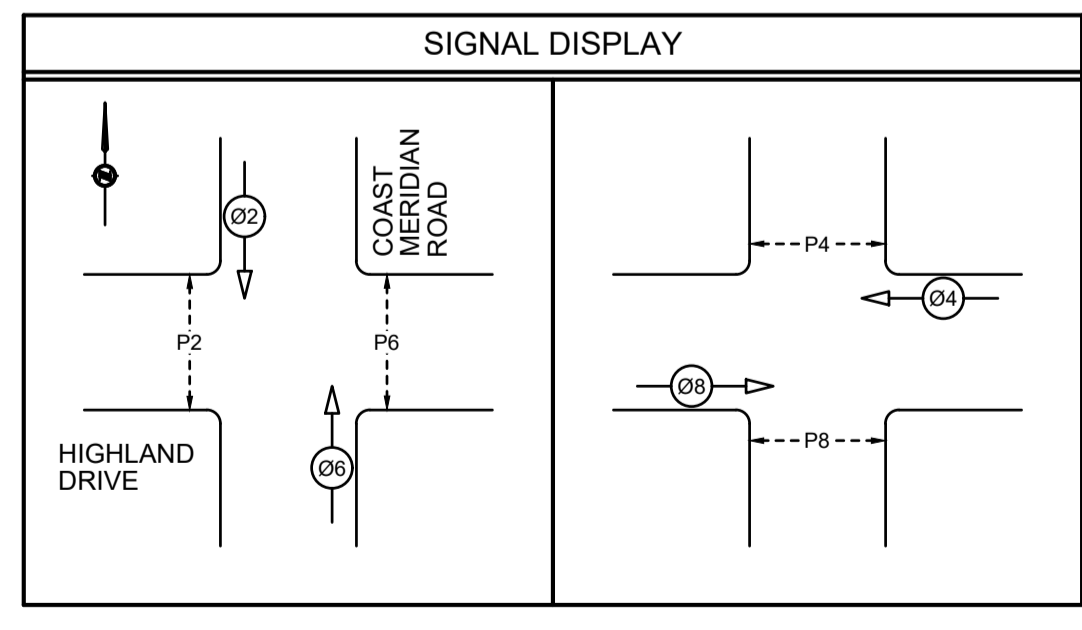 SIGNAL DISPLAY
COAST
MERIDIAN
ROAD
Ø2
P2
P6
Ø6
HIGHLAND
DRIVE
P4
Ø4
Ø8
P8